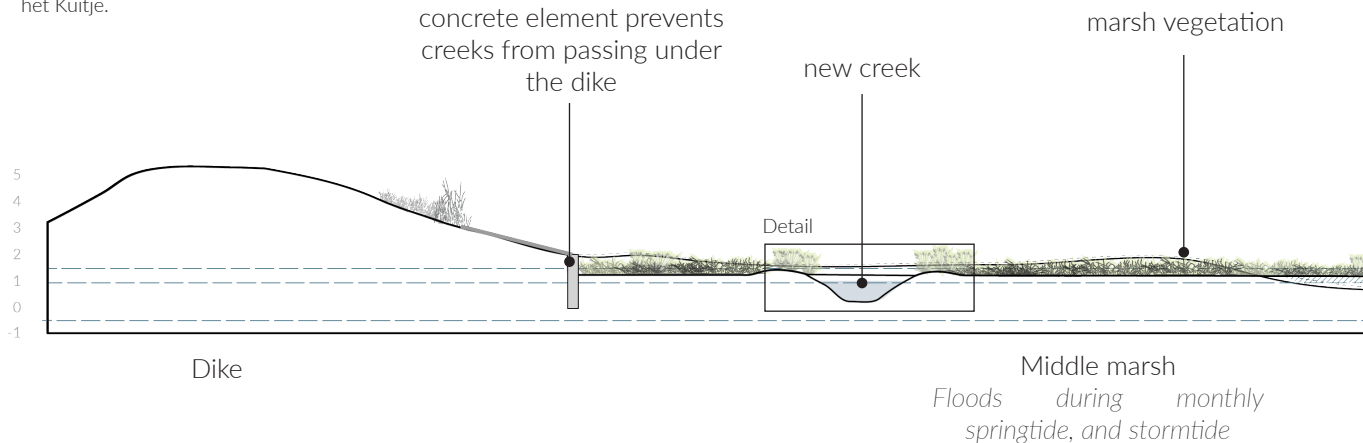 het Kuitje.
concrete element prevents
creeks from passing under
the dike
new creek
marsh vegetation
Detail
5
4
3
2
1
0
-1
Dike
Middle marsh
Floods during monthly
springtide, and stormtide